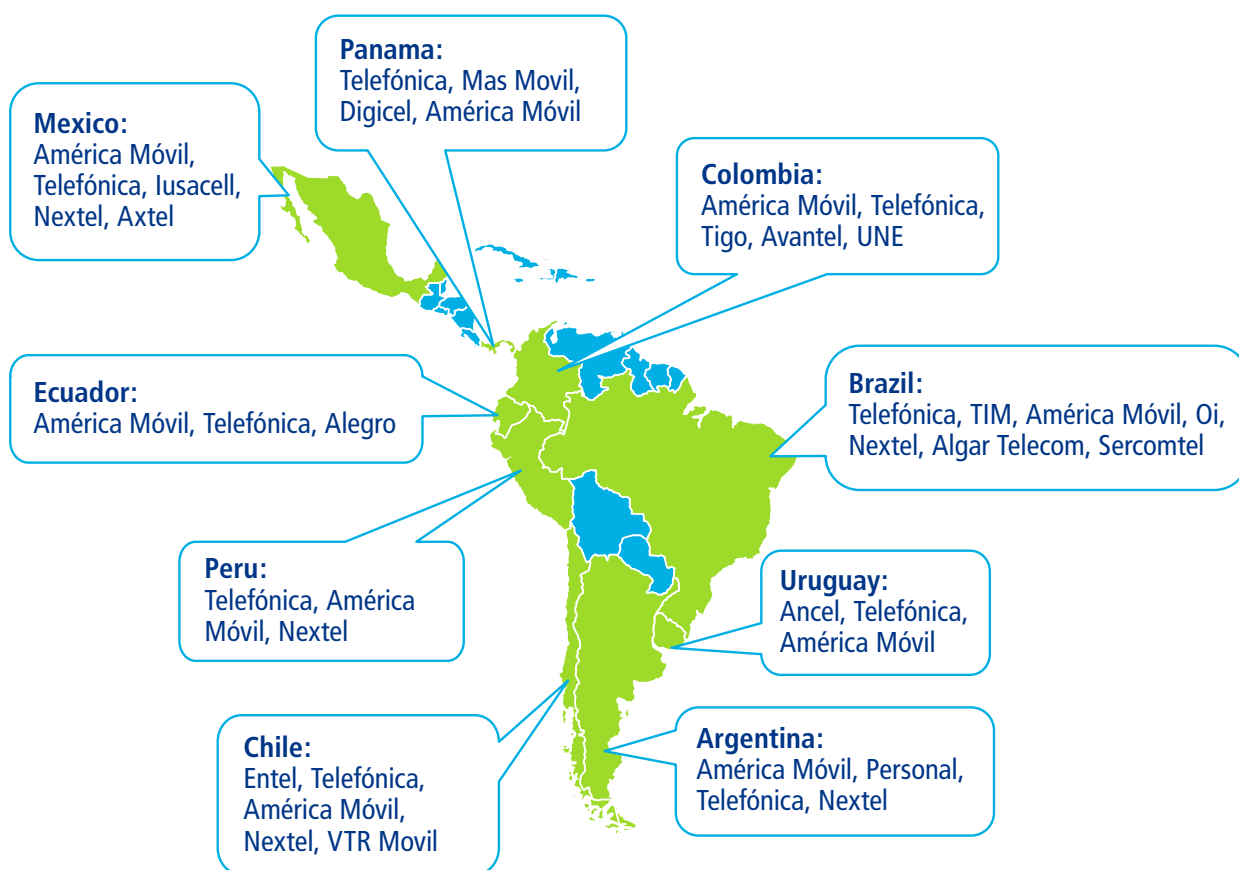 Panama:
Telefónica, Mas Movil,
Digicel, América Móvil
Mexico:
América Móvil,
Telefónica, Iusacell,
Nextel, Axtel
Colombia:
América Móvil, Telefónica,
Tigo, Avantel, UNE
Ecuador:
América Móvil, Telefónica, Alegro
Brazil:
Telefónica, TIM, América Móvil, Oi,
Nextel, Algar Telecom, Sercomtel
Peru:
Telefónica, América
Móvil, Nextel
Uruguay:
Ancel, Telefónica,
América Móvil
Chile:
Entel, Telefónica,
América Móvil,
Nextel, VTR Movil
Argentina:
América Móvil, Personal,
Telefónica, Nextel